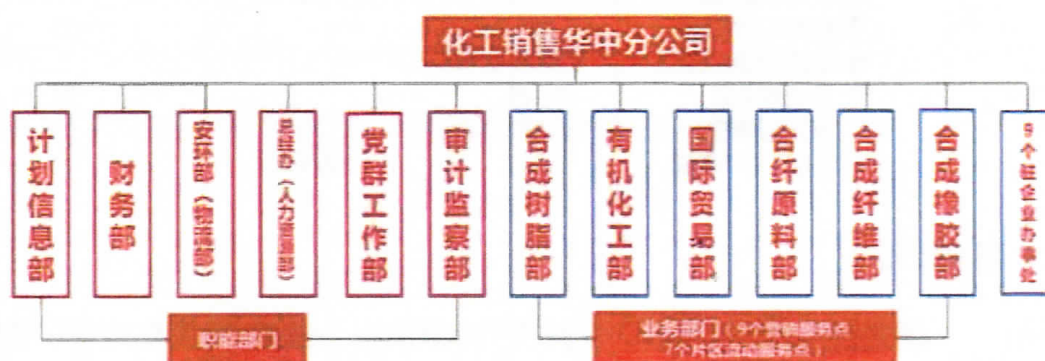 化工销售华中分公司
计划信息部
财务部
安环部（物流部）
总经办（人力资源部）
党群工作部
审计监察部
合成树脂部
有机化工部
国际贸易部
合纤原料部
合成纤维部
合成橡胶部
9个驻企业办事处
职能部门
业务部门（9个营销服务点
7个片区流动服务点）